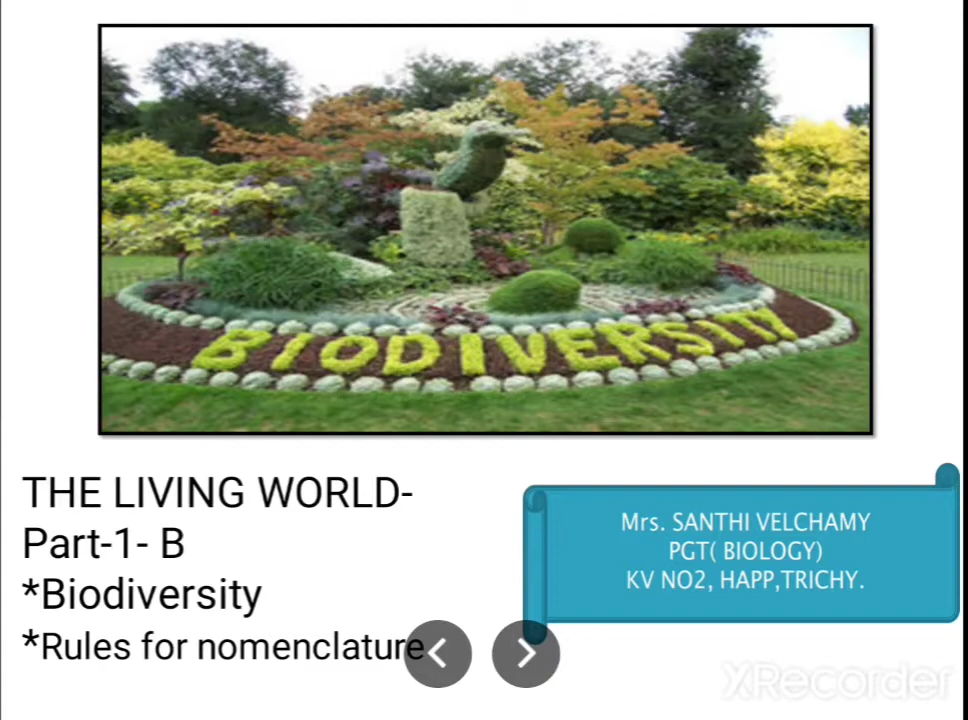 BIODIVERSITY
THE LIVING WORLD-
Part-1- B
*Biodiversity
*Rules for nomenclature
Mrs. SANTHI VELCHAMY
PGT( BIOLOGY)
KV NO2, HAPP,TRICHY.
XRecorder